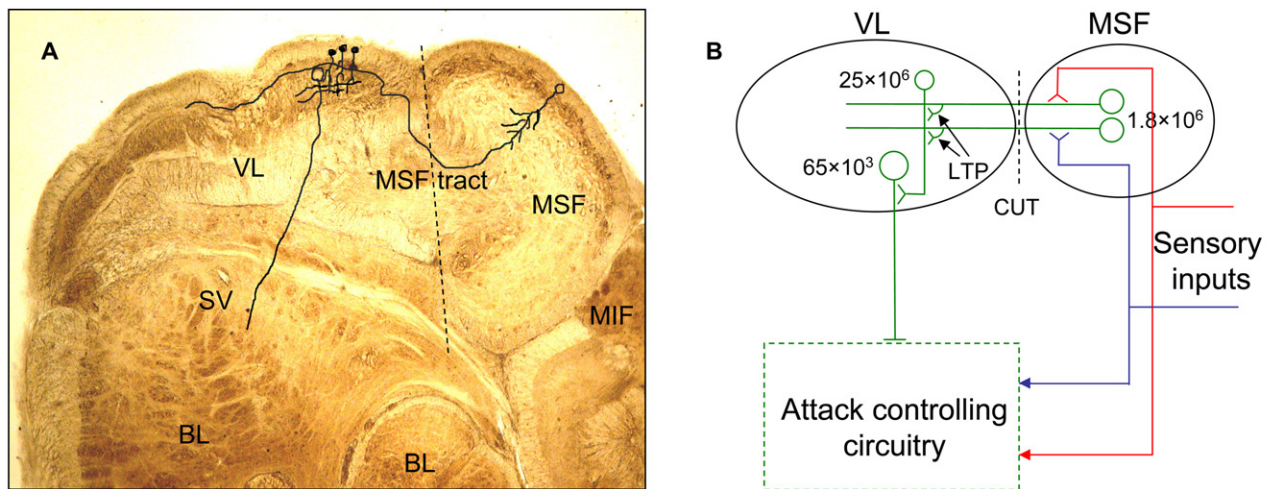 A
VL
MSF tract
MSF
SV
MIF
BL
BL
B
VL
MSF
25×10⁶
1.8×10⁶
65×10³
LTP
CUT
Sensory
inputs
Attack controlling
circuitry